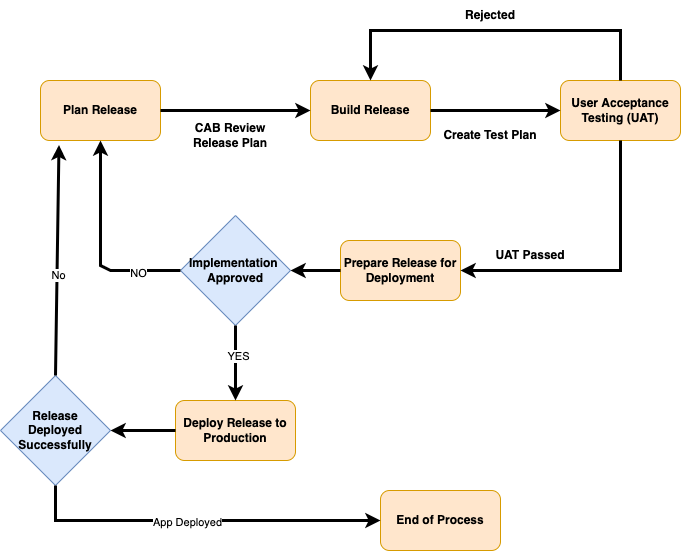 Rejected
Plan Release
Build Release
User Acceptance
Testing (UAT)
CAB Review
Release Plan
Create Test Plan
UAT Passed
Prepare Release for
Deployment
Implementation
Approved
NO
No
YES
Deploy Release to
Production
Release
Deployed
Successfully
App Deployed
End of Process